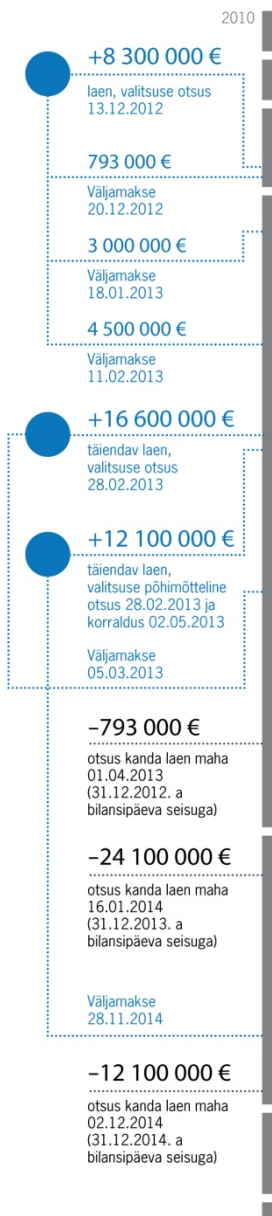 2010
+8 300 000 €
laen, valitsuse otsus
13.12.2012
793 000 €
Väljamakse
20.12.2012
3 000 000 €
Väljamakse
18.01.2013
4 500 000 €
Väljamakse
11.02.2013
+16 600 000 €
täiendav laen,
valitsuse otsus
28.02.2013
+12 100 000 €
täiendav laen,
valitsuse põhimõtteline
otsus 28.02.2013 ja
korraldus 02.05.2013
Väljamakse
05.03.2013
–793 000 €
otsus kanda laen maha
01.04.2013
(31.12.2012. a
bilansipäeva seisuga)
–24 100 000 €
otsus kanda laen maha
16.01.2014
(31.12.2013. a
bilansipäeva seisuga)
Väljamakse
28.11.2014
–12 100 000 €
otsus kanda laen maha
02.12.2014
(31.12.2014. a
bilansipäeva seisuga)